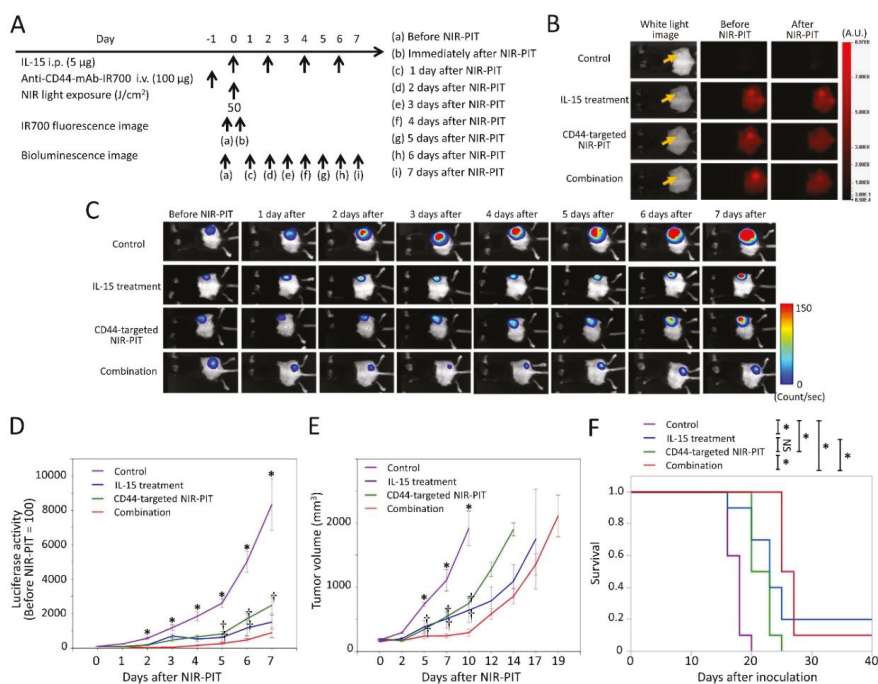 A
Day
-1 0 1 2 3 4 5 6 7
IL-15 i.p. (5 µg)
Anti-CD44-mAb-IR700 i.v. (100 µg)
NIR light exposure (J/cm²)
50
IR700 fluorescence image
(a) (b)
Bioluminescence image
(a) (c) (d) (e) (f) (g) (h) (i)
(a) Before NIR-PIT
(b) Immediately after NIR-PIT
(c) 1 day after NIR-PIT
(d) 2 days after NIR-PIT
(e) 3 days after NIR-PIT
(f) 4 days after NIR-PIT
(g) 5 days after NIR-PIT
(h) 6 days after NIR-PIT
(i) 7 days after NIR-PIT
B
White light image
Before NIR-PIT
After NIR-PIT
(A.U.)
Control
IL-15 treatment
CD44-targeted NIR-PIT
Combination
C
Before NIR-PIT 1 day after 2 days after 3 days after 4 days after 5 days after 6 days after 7 days after
Control
IL-15 treatment
CD44-targeted
NIR-PIT
Combination
150
0
(Count/sec)
D
Luciferase activity
(Before NIR-PIT = 100)
10000
8000
6000
4000
2000
0
Control
IL-15 treatment
CD44-targeted NIR-PIT
Combination
* * * * * *
† † †
‡ ‡
0 1 2 3 4 5 6 7
Days after NIR-PIT
E
Tumor volume (mm³)
2000
1000
0
Control
IL-15 treatment
CD44-targeted NIR-PIT
Combination
* * *
0 2 5 7 10 12 14 17 19
Days after NIR-PIT
F
Control
IL-15 treatment
CD44-targeted NIR-PIT
Combination
* NS * * * *
Survival
1.0
0.8
0.6
0.4
0.2
0
0 10 20 30 40
Days after inoculation